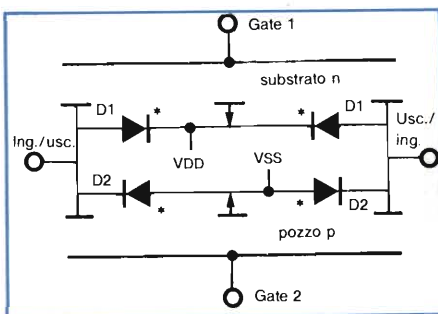 Gate 1
substrato n
D1 * * D1
Ing./usc. Usc./
ing.
VDD VSS
D2 * * D2
pozzo p
Gate 2